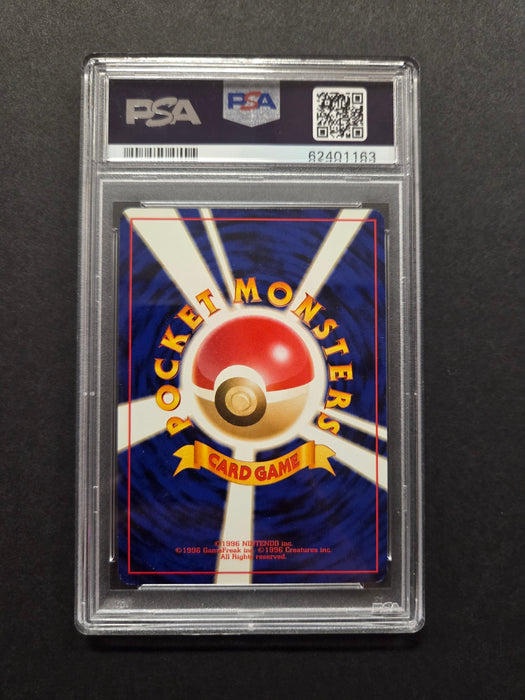 PSA
PSA
62401163
POCKET MONSTERS
CARD GAME
©1996 NINTENDO inc.
©1996 GameFreak inc. ©1996 Creatures inc.
All Rights reserved.
PSA